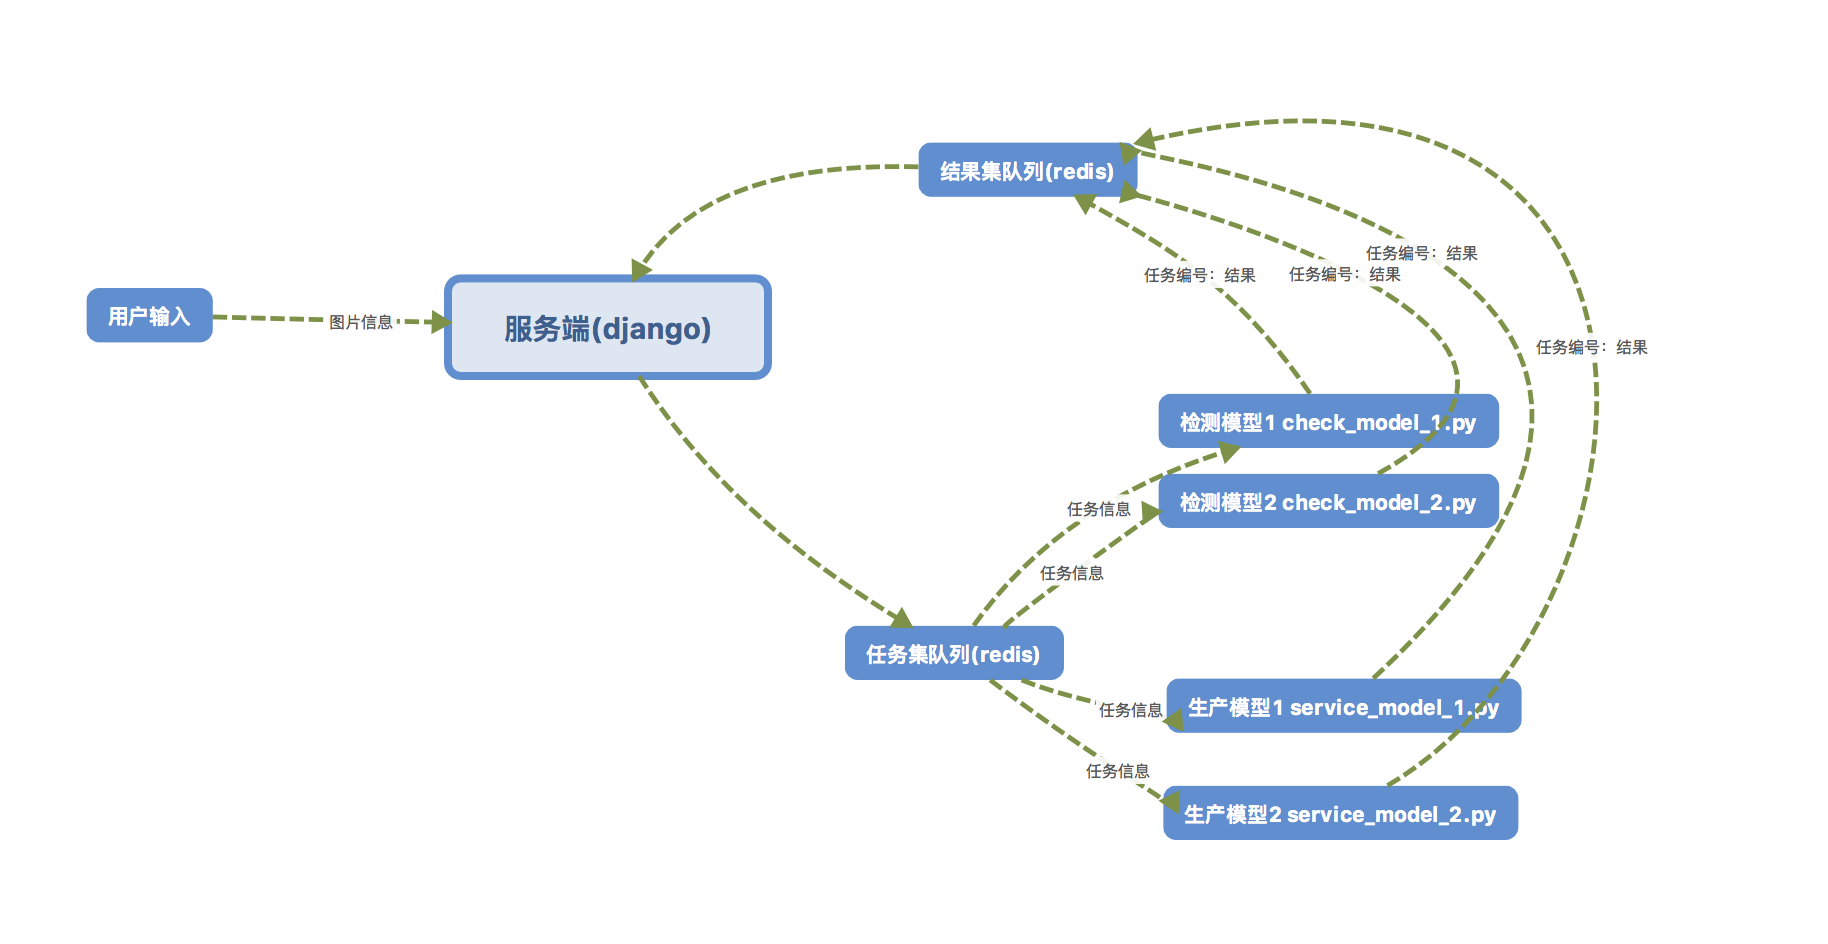 结果集队列(redis)
任务编号：结果
任务编号：结果
任务编号：结果
用户输入
图片信息
服务端(django)
任务编号：结果
检测模型1 check_model_1.py
检测模型2 check_model_2.py
任务信息
任务信息
任务集队列(redis)
任务信息
生产模型1 service_model_1.py
任务信息
生产模型2 service_model_2.py